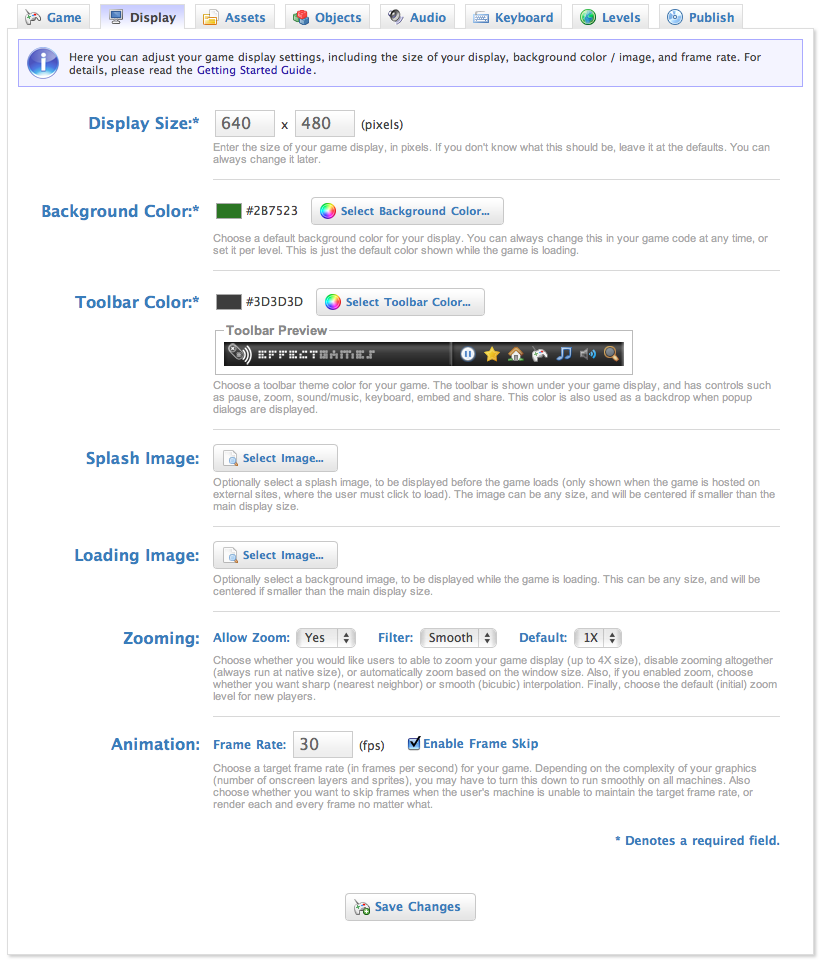 Game Display Assets Objects Audio Keyboard Levels Publish
Here you can adjust your game display settings, including the size of your display, background color / image, and frame rate. For
details, please read the Getting Started Guide.
Display Size:* 640 x 480 (pixels)
Enter the size of your game display, in pixels. If you don't know what this should be, leave it at the defaults. You can
always change it later.
Background Color:* #2B7523 Select Background Color...
Choose a default background color for your display. You can always change this in your game code at any time, or
set it per level. This is just the default color shown while the game is loading.
Toolbar Color:* #3D3D3D Select Toolbar Color...
Toolbar Preview
EFFECTGAMES
Choose a toolbar theme color for your game. The toolbar is shown under your game display, and has controls such
as pause, zoom, sound/music, keyboard, embed and share. This color is also used as a backdrop when popup
dialogs are displayed.
Splash Image: Select Image...
Optionally select a splash image, to be displayed before the game loads (only shown when the game is hosted on
external sites, where the user must click to load). The image can be any size, and will be centered if smaller than the
main display size.
Loading Image: Select Image...
Optionally select a background image, to be displayed while the game is loading. This can be any size, and will be
centered if smaller than the main display size.
Zooming: Allow Zoom: Yes Filter: Smooth Default: 1X
Choose whether you would like users to able to zoom your game display (up to 4X size), disable zooming altogether
(always run at native size), or automatically zoom based on the window size. Also, if you enabled zoom, choose
whether you want sharp (nearest neighbor) or smooth (bicubic) interpolation. Finally, choose the default (initial) zoom
level for new players.
Animation: Frame Rate: 30 (fps) Enable Frame Skip
Choose a target frame rate (in frames per second) for your game. Depending on the complexity of your graphics
(number of onscreen layers and sprites), you may have to turn this down to run smoothly on all machines. Also
choose whether you want to skip frames when the user's machine is unable to maintain the target frame rate, or
render each and every frame no matter what.
* Denotes a required field.
Save Changes